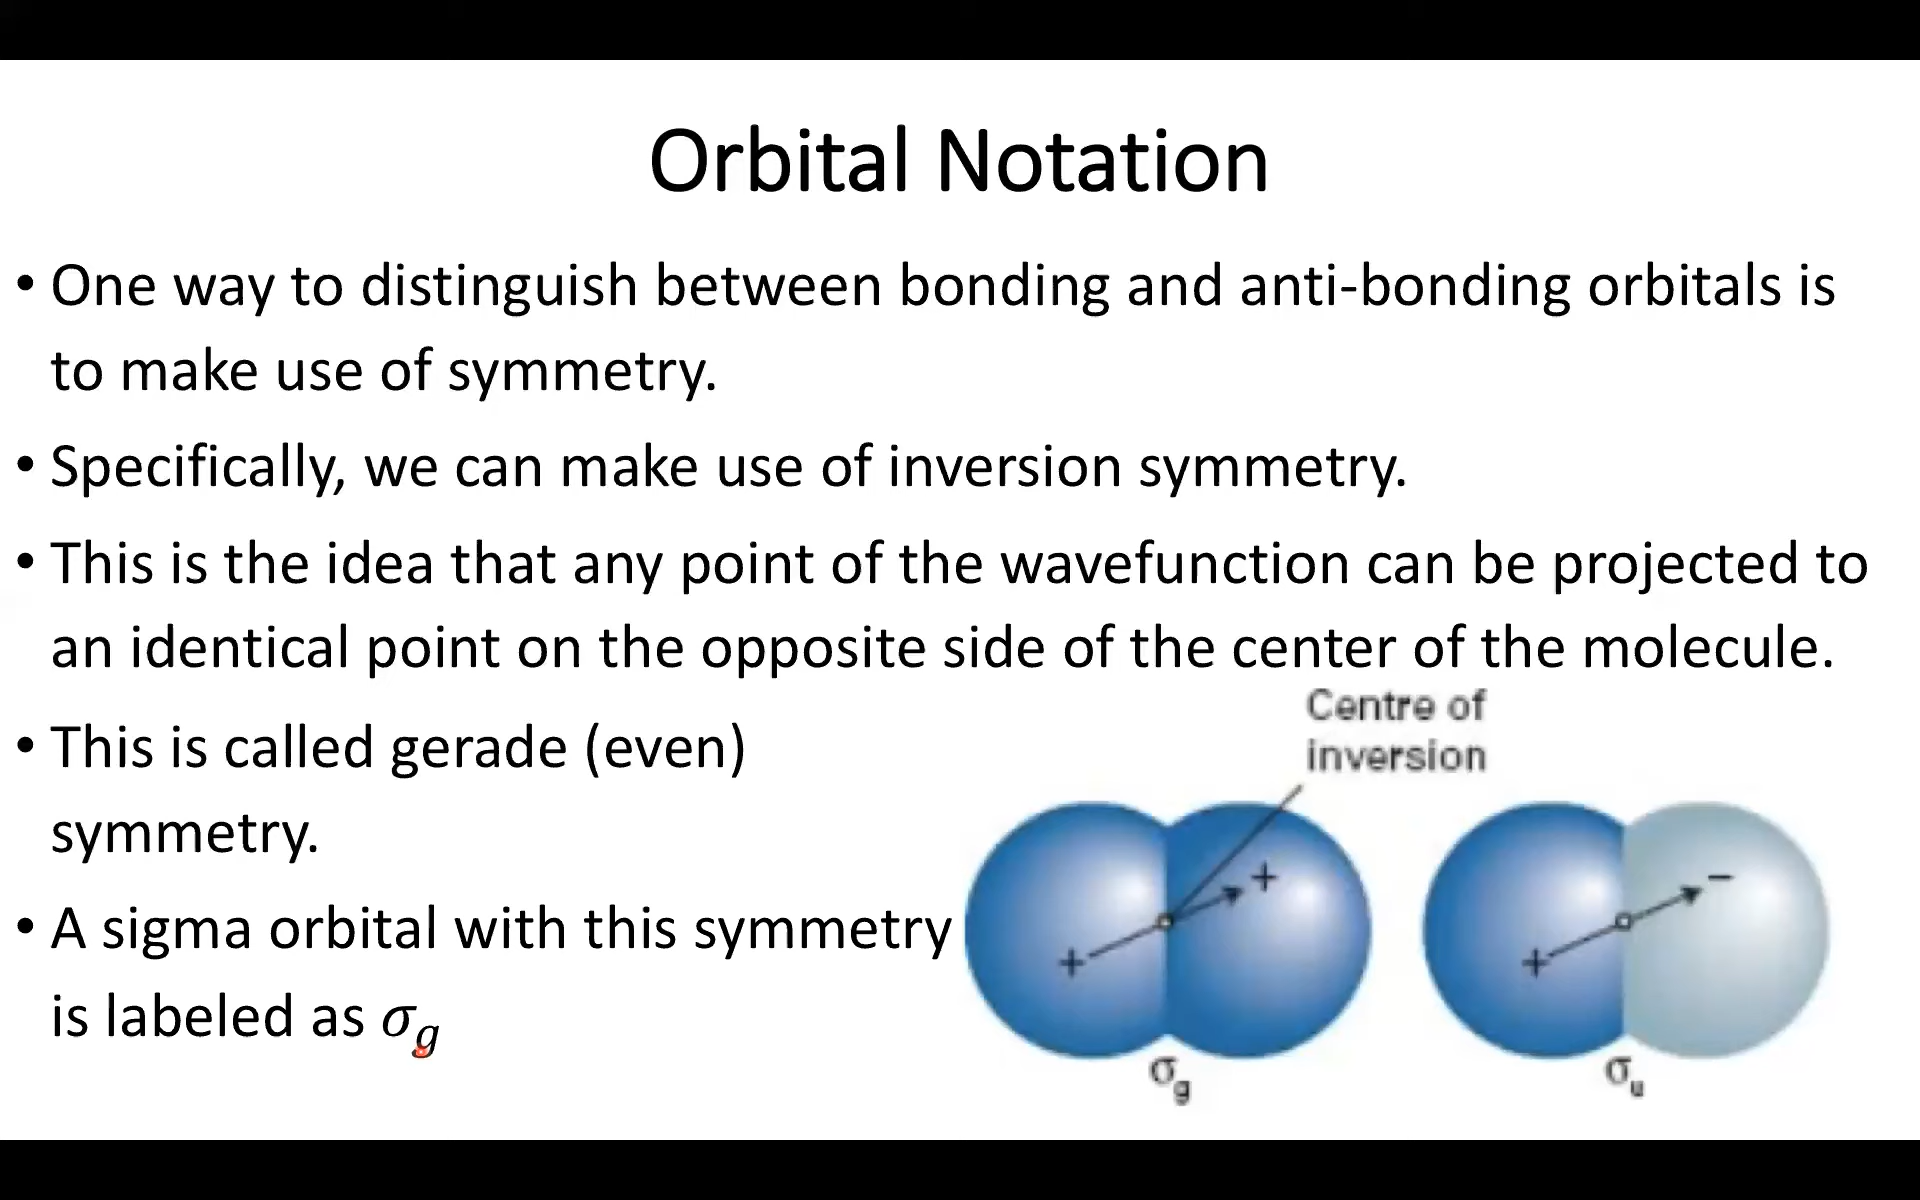 Orbital Notation
• One way to distinguish between bonding and anti-bonding orbitals is
to make use of symmetry.
• Specifically, we can make use of inversion symmetry.
• This is the idea that any point of the wavefunction can be projected to
an identical point on the opposite side of the center of the molecule.
• This is called gerade (even)
symmetry.
• A sigma orbital with this symmetry
is labeled as σg
Centre of
inversion
+ +
σg
+ −
σu